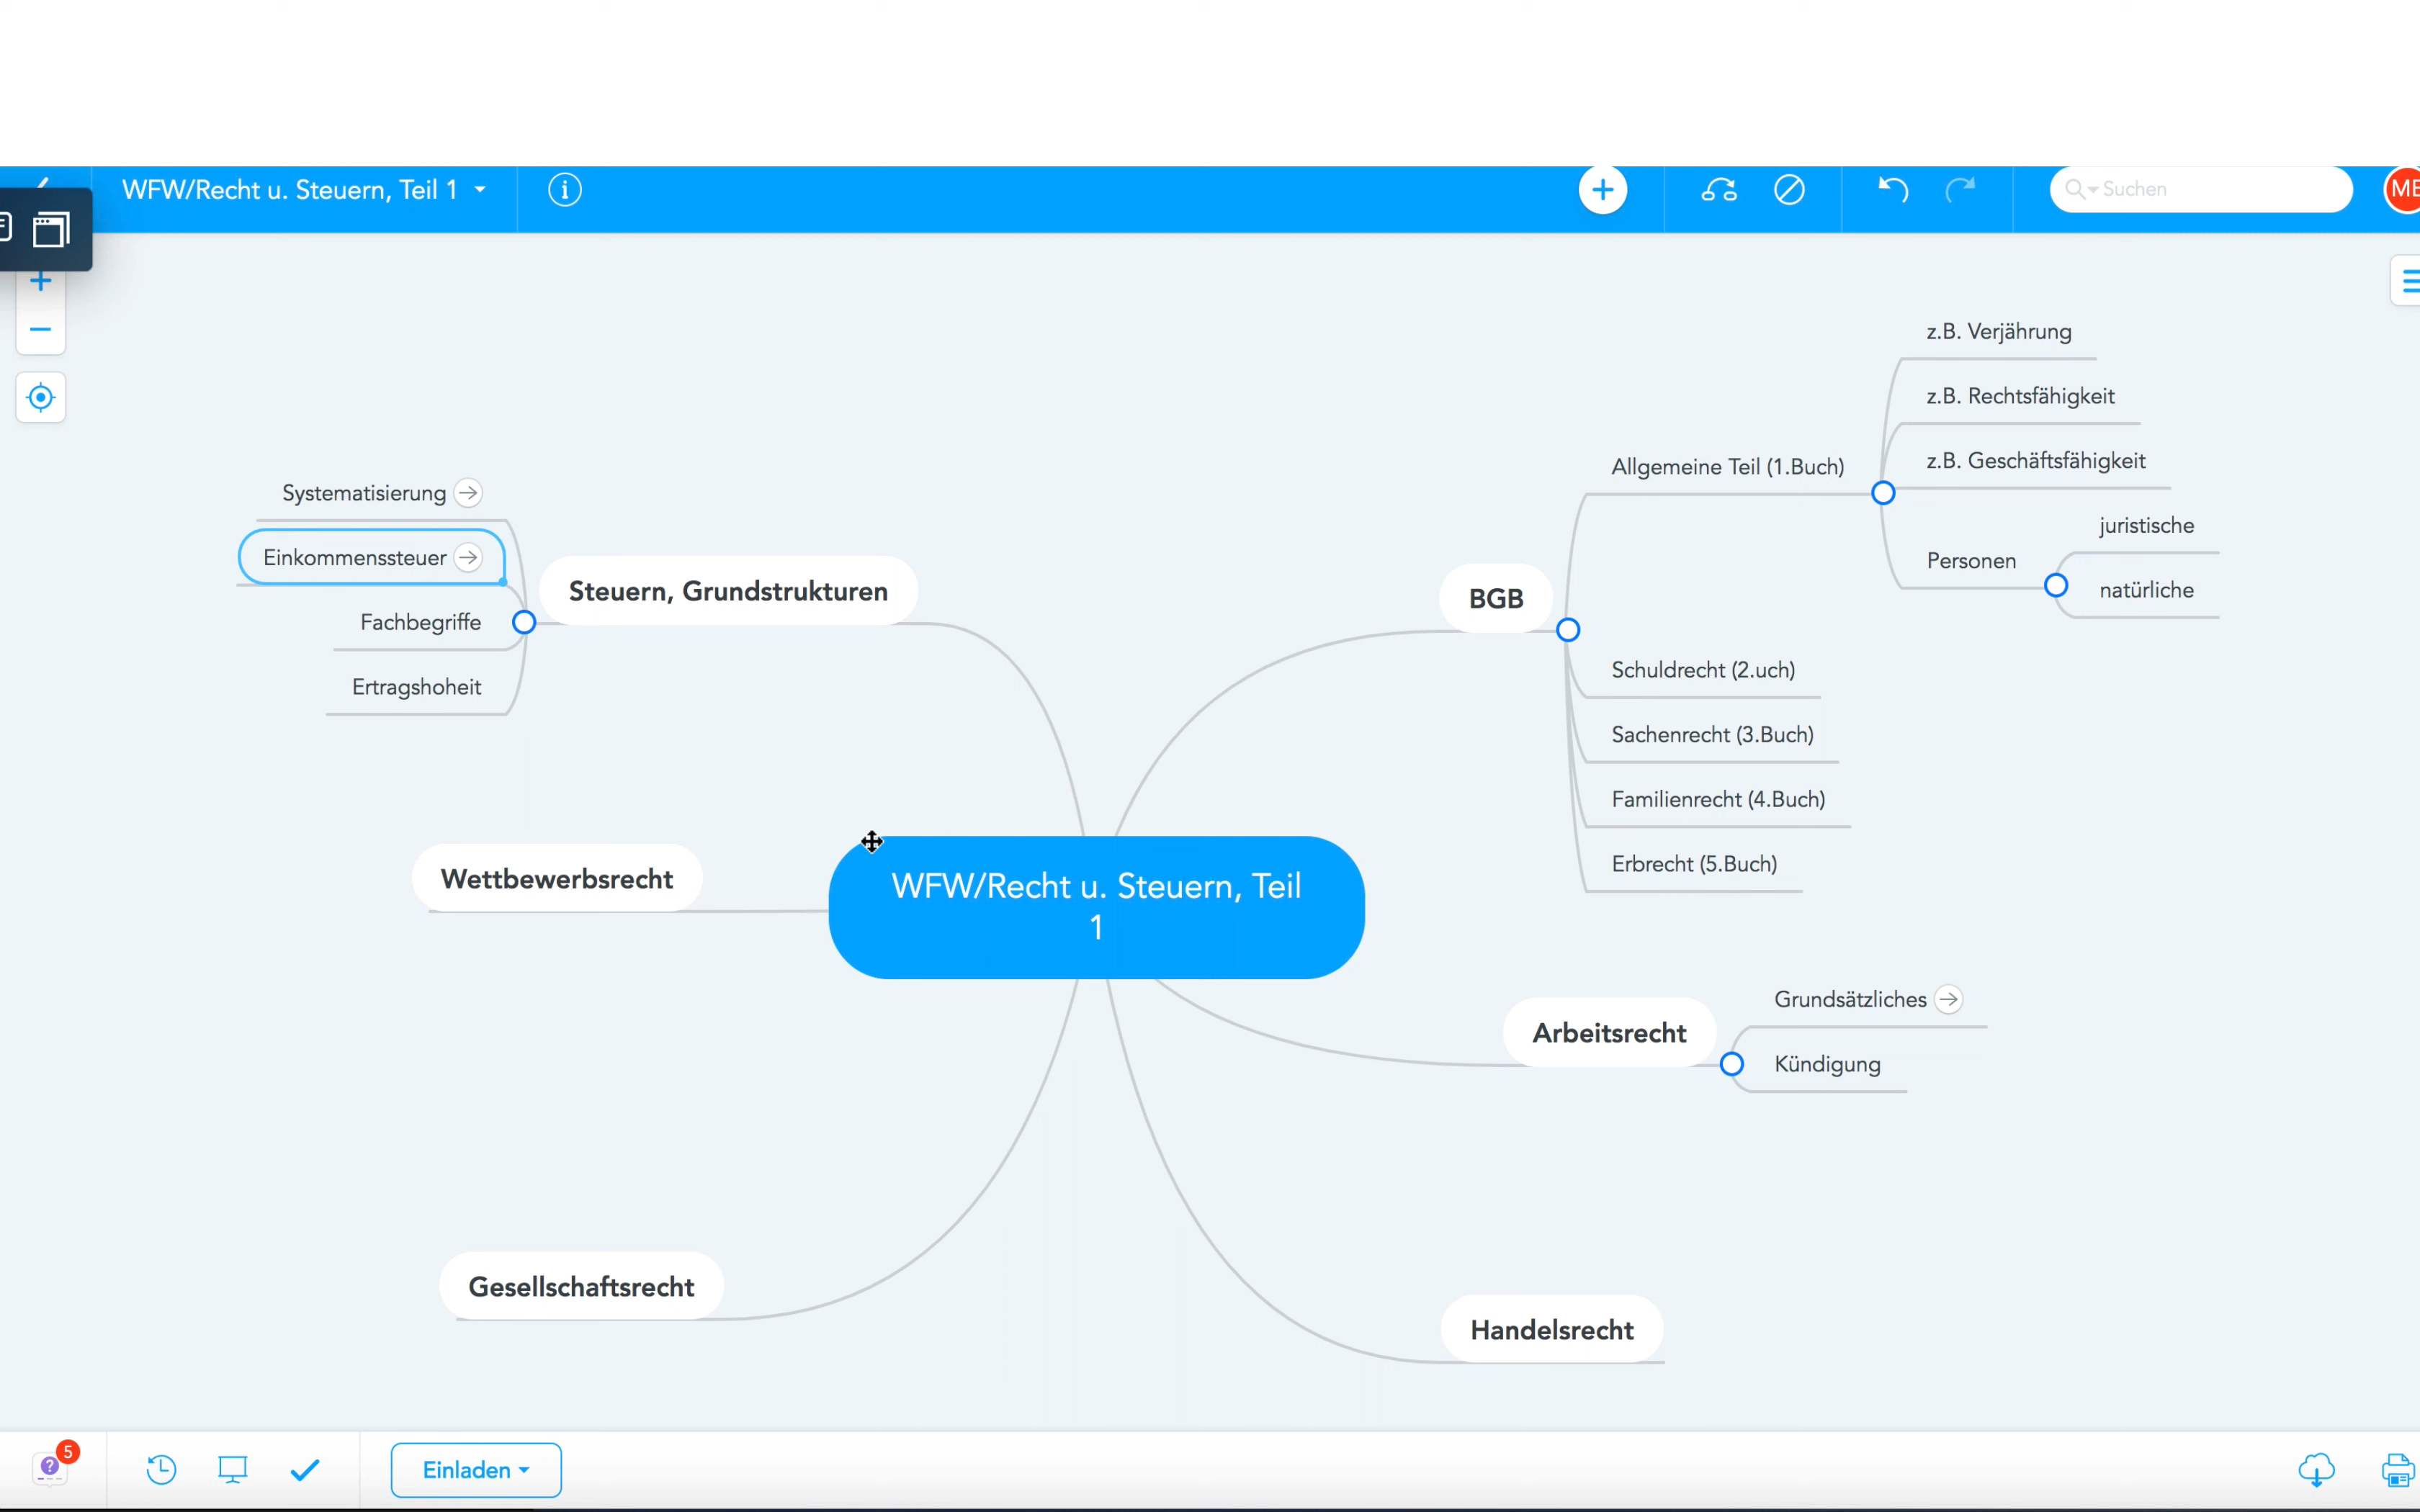 WFW/Recht u. Steuern, Teil 1
Suchen
ME
Systematisierung
Einkommenssteuer
Fachbegriffe
Ertragshoheit
Steuern, Grundstrukturen
Wettbewerbsrecht
Gesellschaftsrecht
WFW/Recht u. Steuern, Teil
1
BGB
Allgemeine Teil (1.Buch)
z.B. Verjährung
z.B. Rechtsfähigkeit
z.B. Geschäftsfähigkeit
Personen
juristische
natürliche
Schuldrecht (2.uch)
Sachenrecht (3.Buch)
Familienrecht (4.Buch)
Erbrecht (5.Buch)
Arbeitsrecht
Grundsätzliches
Kündigung
Handelsrecht
5
Einladen